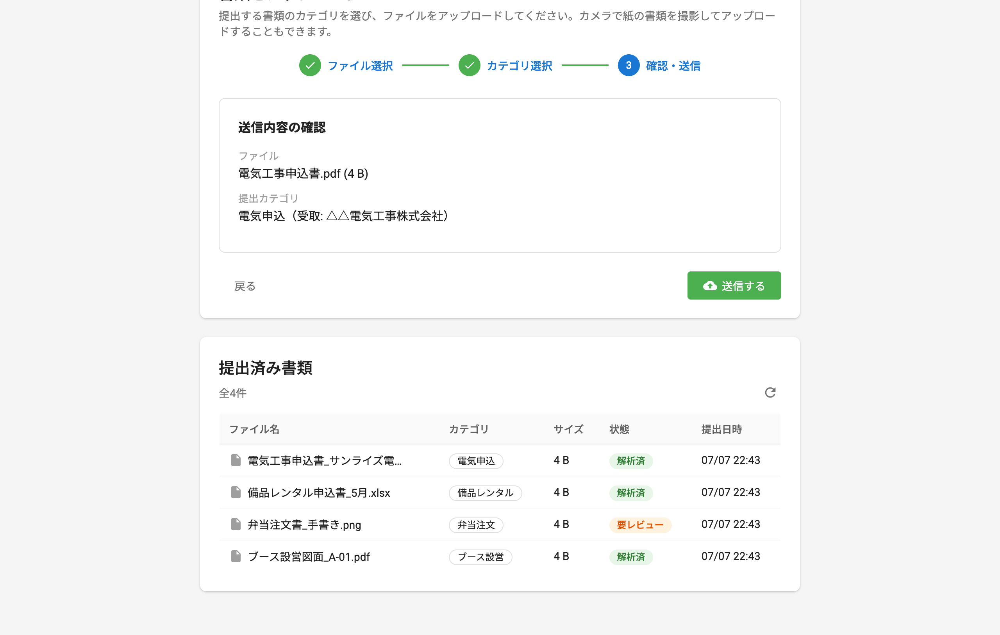 提出する書類のカテゴリを選び、ファイルをアップロードしてください。カメラで紙の書類を撮影してアップロー
ドすることもできます。
ファイル選択
カテゴリ選択
3 確認・送信
送信内容の確認
ファイル
電気工事申込書.pdf (4 B)
提出カテゴリ
電気申込（受取: △△電気工事株式会社）
戻る
送信する
提出済み書類
全4件
ファイル名 カテゴリ サイズ 状態 提出日時
電気工事申込書_サンライズ電... 電気申込 4 B 解析済 07/07 22:43
備品レンタル申込書_5月.xlsx 備品レンタル 4 B 解析済 07/07 22:43
弁当注文書_手書き.png 弁当注文 4 B 要レビュー 07/07 22:43
ブース設営図面_A-01.pdf ブース設営 4 B 解析済 07/07 22:43